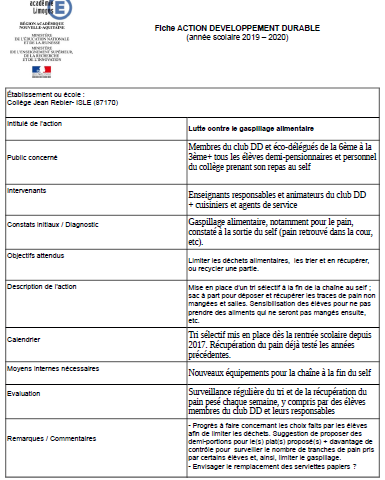 académie
Limoges
RÉGION ACADÉMIQUE
NOUVELLE-AQUITAINE
MINISTÈRE
DE L'ÉDUCATION NATIONALE
ET DE LA JEUNESSE
MINISTÈRE
DE L'ENSEIGNEMENT SUPÉRIEUR,
DE LA RECHERCHE
ET DE L'INNOVATION
Fiche ACTION DEVELOPPEMENT DURABLE
(année scolaire 2019 – 2020)
Établissement ou école :
Collège Jean Rebier- ISLE (87170)
Intitulé de l'action
Lutte contre le gaspillage alimentaire
Public concerné
Membres du club DD et éco-délégués de la 6ème à la
3ème+ tous les élèves demi-pensionnaires et personnel
du collège prenant son repas au self
Intervenants
Enseignants responsables et animateurs du club DD
+ cuisiniers et agents de service
Constats initiaux / Diagnostic
Gaspillage alimentaire, notamment pour le pain,
constaté à la sortie du self (pain retrouvé dans la cour,
etc).
Objectifs attendus
Limiter les déchets alimentaires, les trier et en récupérer,
ou recycler une partie.
Description de l'action
Mise en place d'un tri sélectif à la fin de la chaîne au self ;
sac à part pour déposer et récupérer les traces de pain non
mangées et salies. Sensibilisation des élèves pour ne pas
prendre des aliments qui ne seront pas mangés ensuite,
etc.
Calendrier
Tri sélectif mis en place dès la rentrée scolaire depuis
2017. Récupération du pain déjà testé les années
précédentes.
Moyens internes nécessaires
Nouveaux équipements pour la chaîne à la fin du self
Evaluation
Surveillance régulière du tri et de la récupération du
pain pesé chaque semaine, y compris par des élèves
membres du club DD et leurs responsables
Remarques / Commentaires
- Progrès à faire concernant les choix faits par les élèves
afin de limiter les déchets. Suggestion de proposer des
demi-portions pour le(s) plat(s) proposé(s) + davantage de
contrôle pour surveiller le nombre de tranches de pain pris
par certains élèves et, ainsi, limiter le gaspillage.
- Envisager le remplacement des serviettes papiers ?